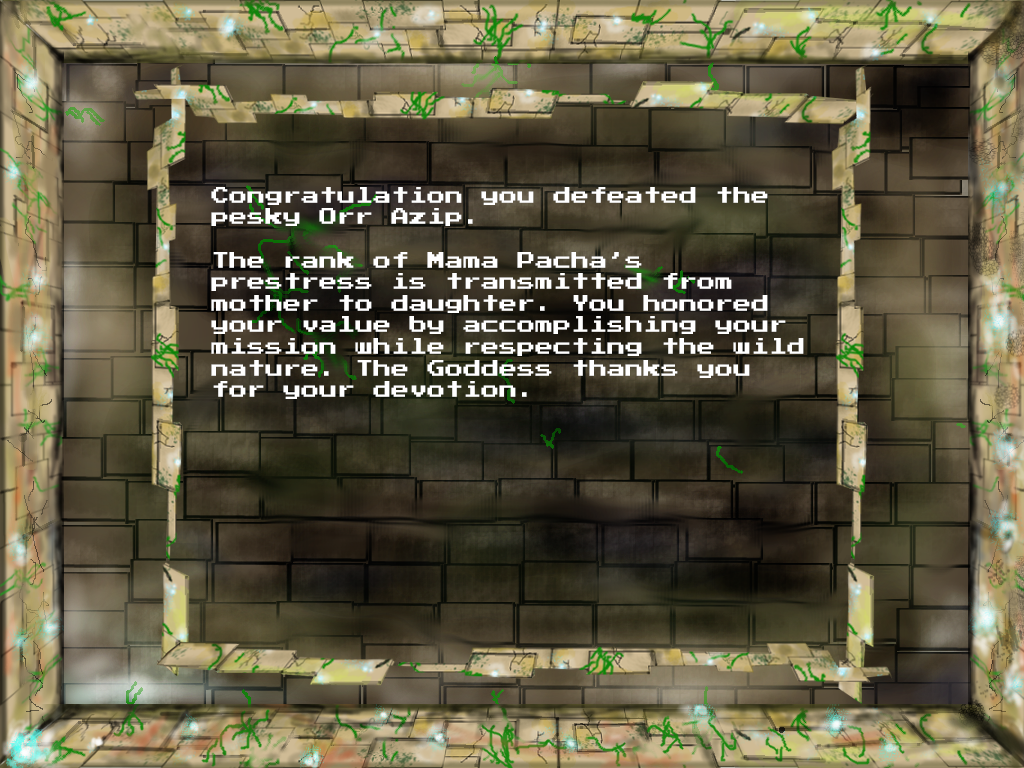 Congratulation you defeated the
pesky Orr Azip.
The rank of Mama Pacha's
prestress is transmitted from
mother to daughter. You honored
your value by accomplishing your
mission while respecting the wild
nature. The Goddess thanks you
for your devotion.